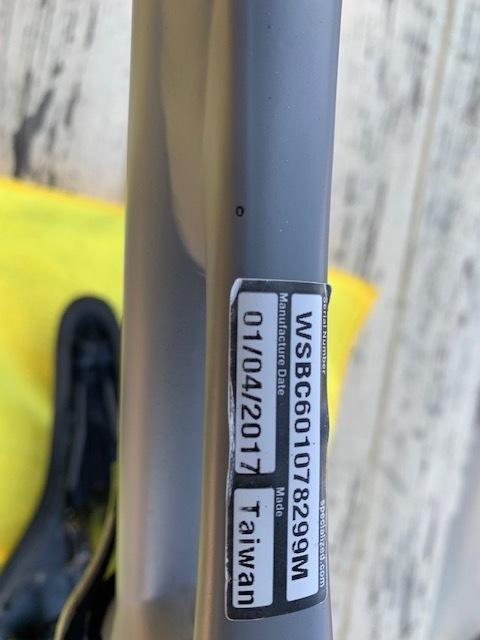 Serial Number specialized.com
WSBC601078299M
Manufacture Date Made
01/04/2017 Taiwan